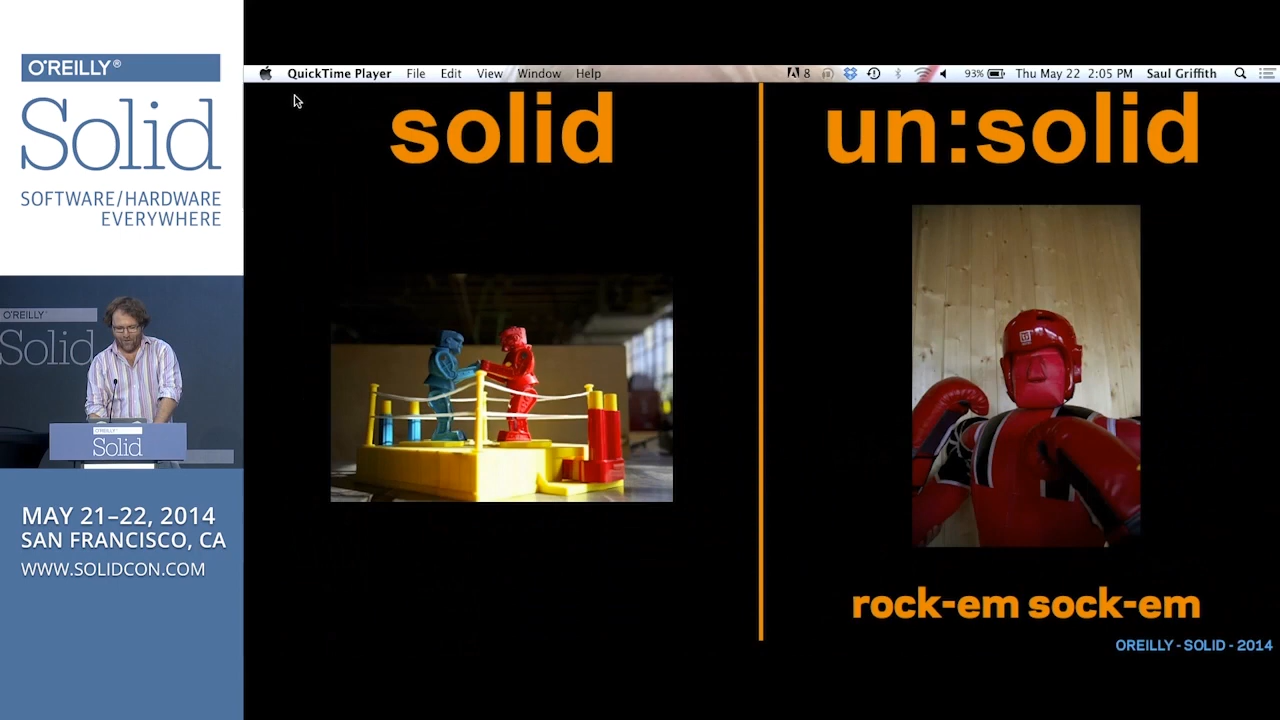 O'REILLY®
Solid
SOFTWARE/HARDWARE
EVERYWHERE
O'REILLY
Solid
O'REILLY
Solid
MAY 21–22, 2014
SAN FRANCISCO, CA
WWW.SOLIDCON.COM
QuickTime Player File Edit View Window Help 8 93% Thu May 22 2:05 PM Saul Griffith
solid
un:solid
rock-em sock-em
OREILLY - SOLID - 2014